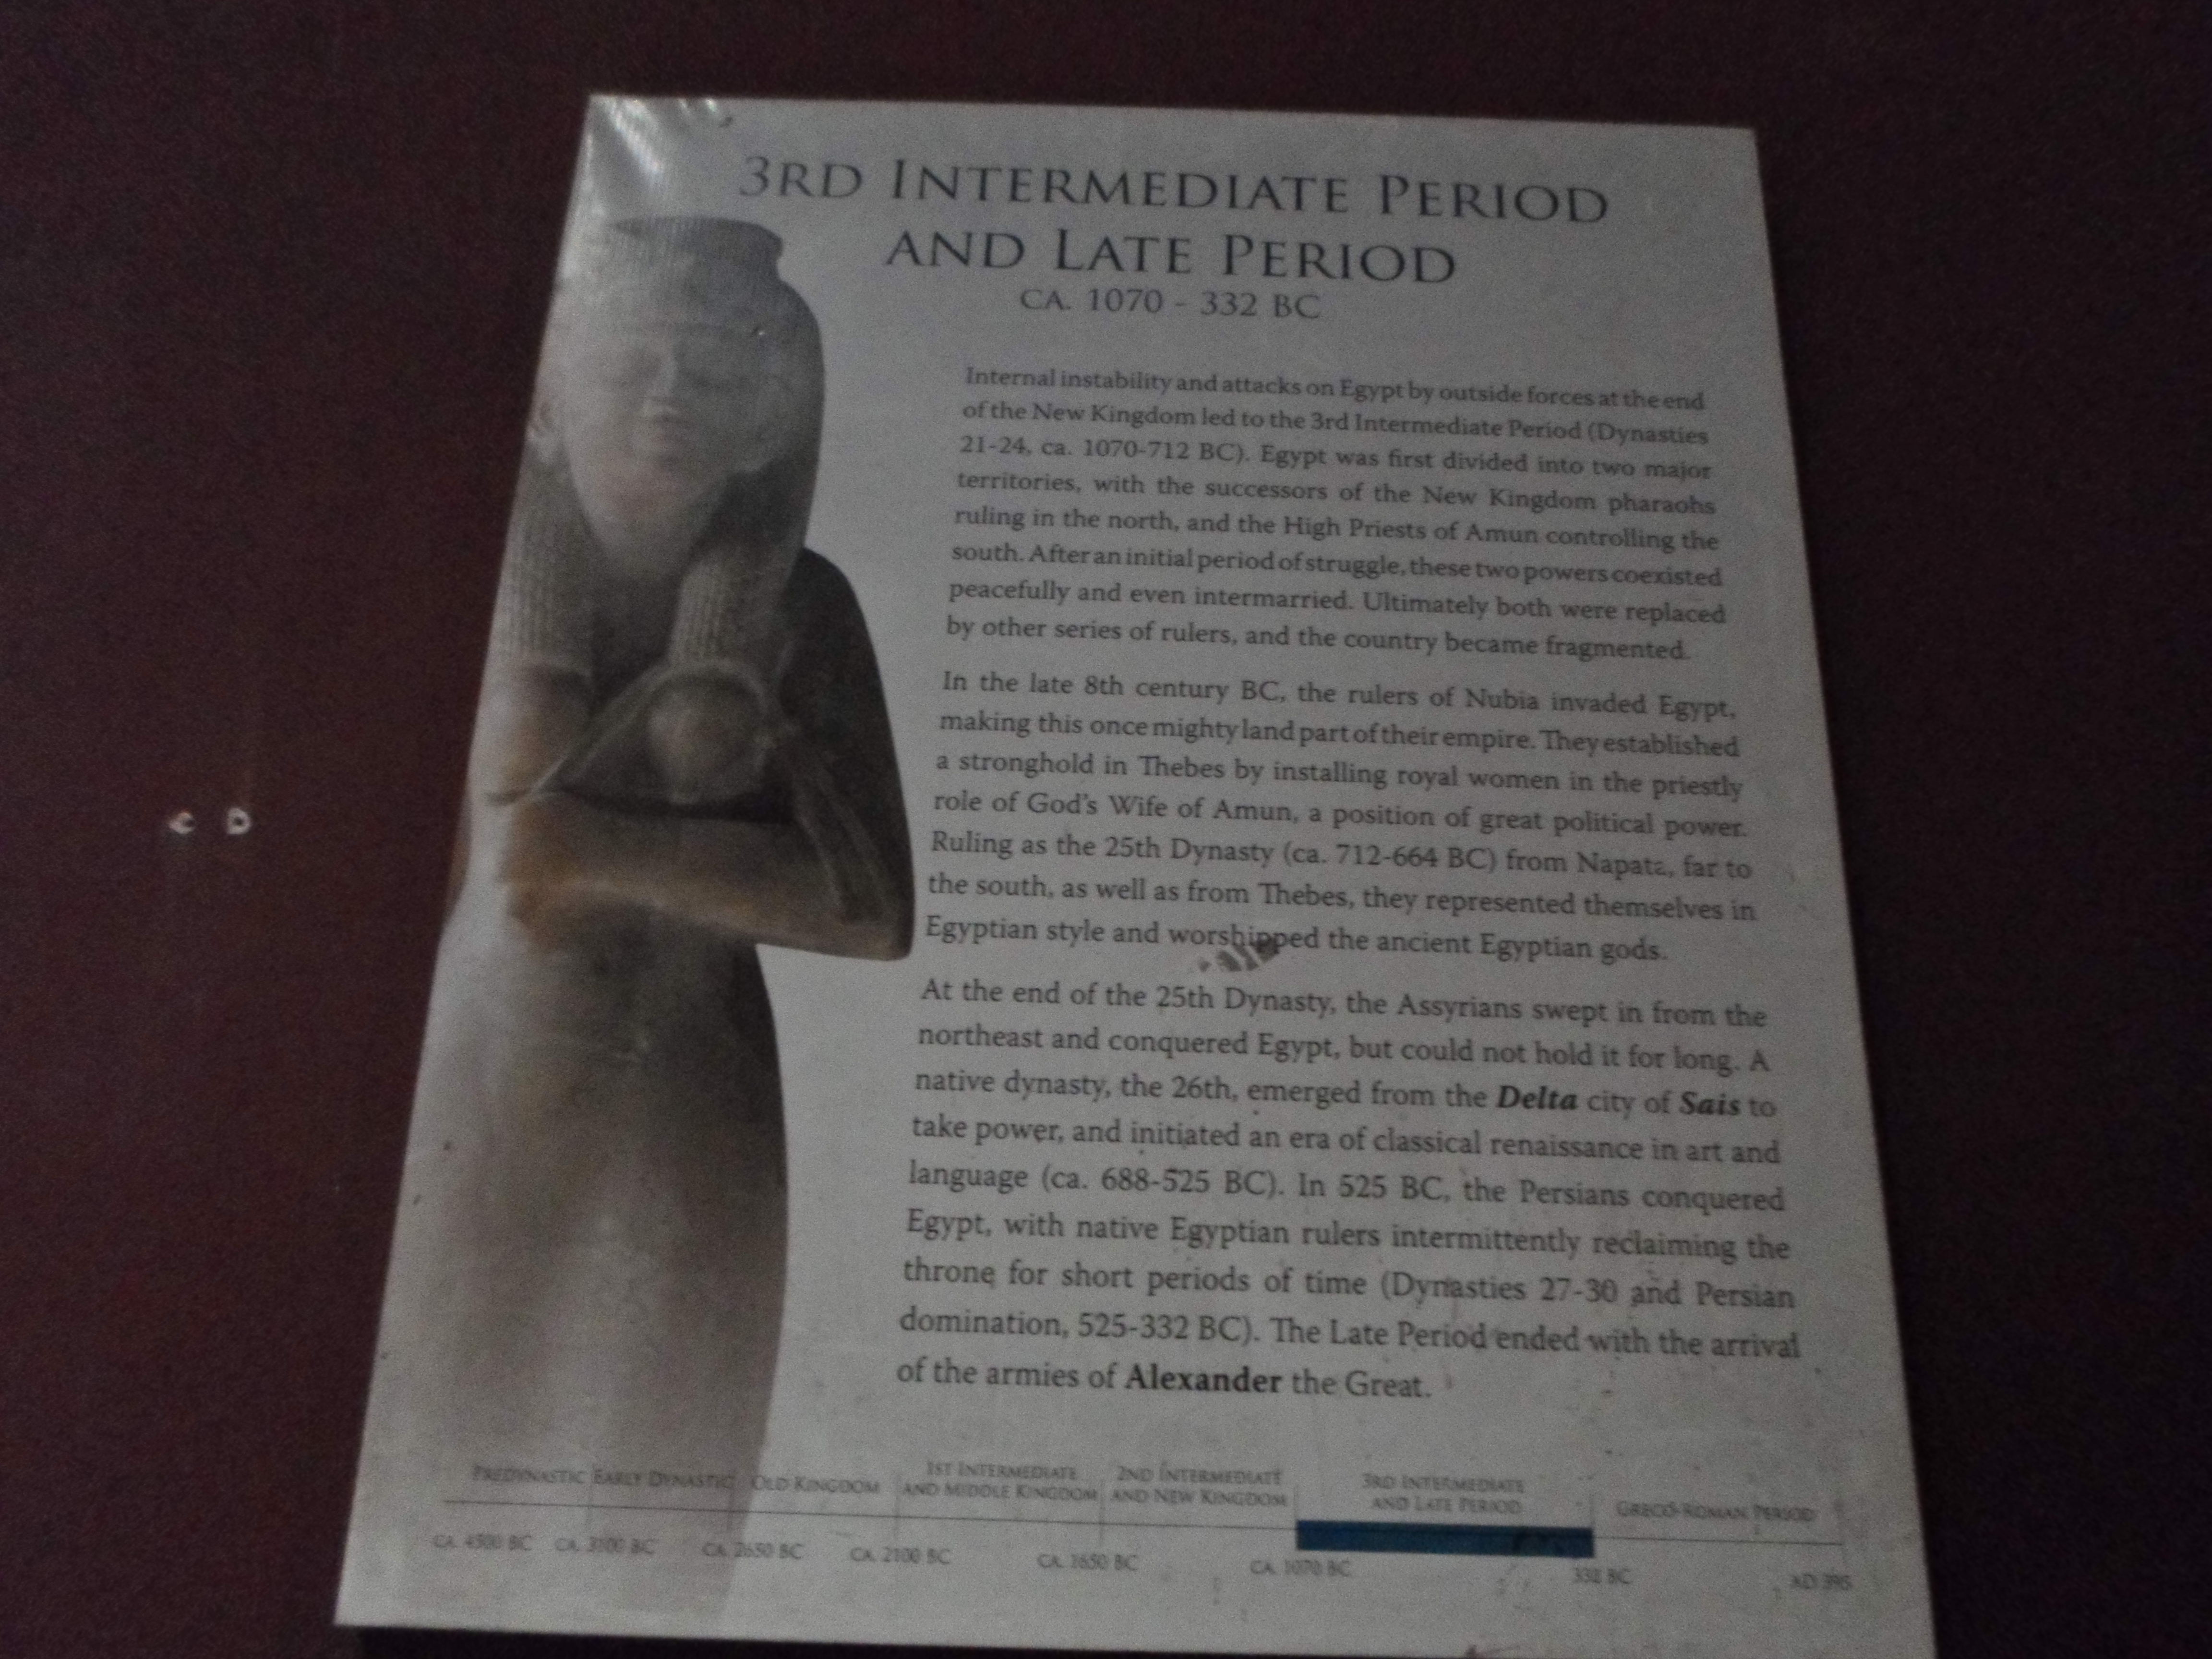 3RD INTERMEDIATE PERIOD
AND LATE PERIOD
CA. 1070 - 332 BC
Internal instability and attacks on Egypt by outside forces at the end
of the New Kingdom led to the 3rd Intermediate Period (Dynasties
21-24, ca. 1070-712 BC). Egypt was first divided into two major
territories, with the successors of the New Kingdom pharaohs
ruling in the north, and the High Priests of Amun controlling the
south. After an initial period of struggle, these two powers coexisted
peacefully and even intermarried. Ultimately both were replaced
by other series of rulers, and the country became fragmented.
In the late 8th century BC, the rulers of Nubia invaded Egypt,
making this once mighty land part of their empire. They established
a stronghold in Thebes by installing royal women in the priestly
role of God's Wife of Amun, a position of great political power.
Ruling as the 25th Dynasty (ca. 712-664 BC) from Napata, far to
the south, as well as from Thebes, they represented themselves in
Egyptian style and worshipped the ancient Egyptian gods.
At the end of the 25th Dynasty, the Assyrians swept in from the
northeast and conquered Egypt, but could not hold it for long. A
native dynasty, the 26th, emerged from the Delta city of Sais to
take power, and initiated an era of classical renaissance in art and
language (ca. 688-525 BC). In 525 BC, the Persians conquered
Egypt, with native Egyptian rulers intermittently reclaiming the
throne for short periods of time (Dynasties 27-30 and Persian
domination, 525-332 BC). The Late Period ended with the arrival
of the armies of Alexander the Great.
PREDYNASTIC EARLY DYNASTIC OLD KINGDOM 1ST INTERMEDIATE AND MIDDLE KINGDOM 2ND INTERMEDIATE AND NEW KINGDOM 3RD INTERMEDIATE AND LATE PERIOD GRECO-ROMAN PERIOD
CA. 4500 BC CA. 3100 BC CA. 2650 BC CA. 2100 BC CA. 1650 BC CA. 1070 BC 332 BC AD 395